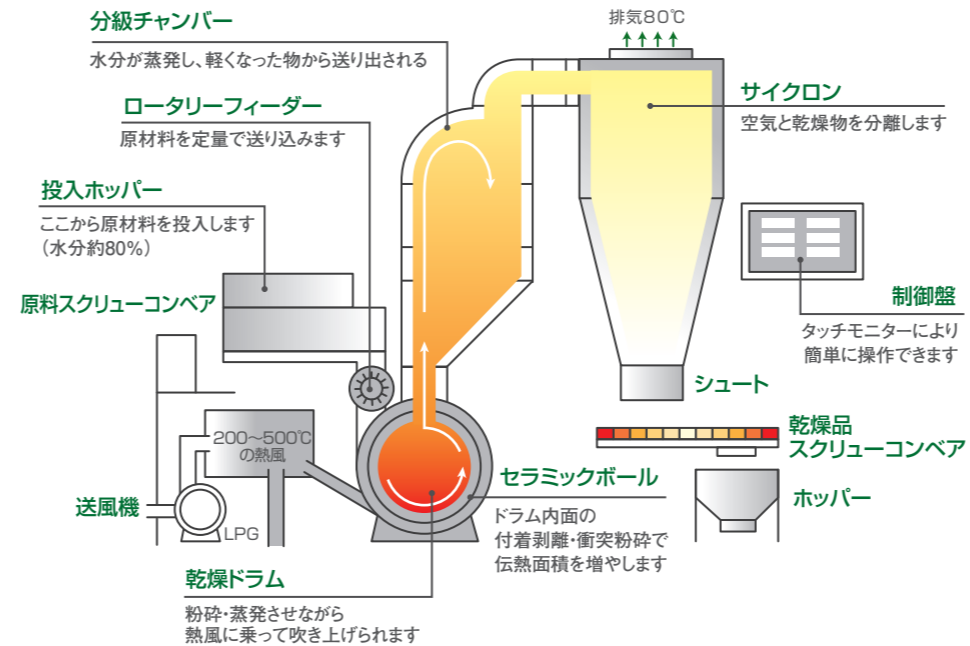 分級チャンバー
水分が蒸発し、軽くなった物から送り出される
ロータリーフィーダー
原材料を定量で送り込みます
投入ホッパー
ここから原材料を投入します
（水分約80%）
原料スクリューコンベア
200〜500℃
の熱風
送風機
LPG
乾燥ドラム
粉砕・蒸発させながら
熱風に乗って吹き上げられます
排気80℃
サイクロン
空気と乾燥物を分離します
制御盤
タッチモニターにより
簡単に操作できます
シュート
乾燥品
スクリューコンベア
ホッパー
セラミックボール
ドラム内面の
付着剥離・衝突粉砕で
伝熱面積を増やします